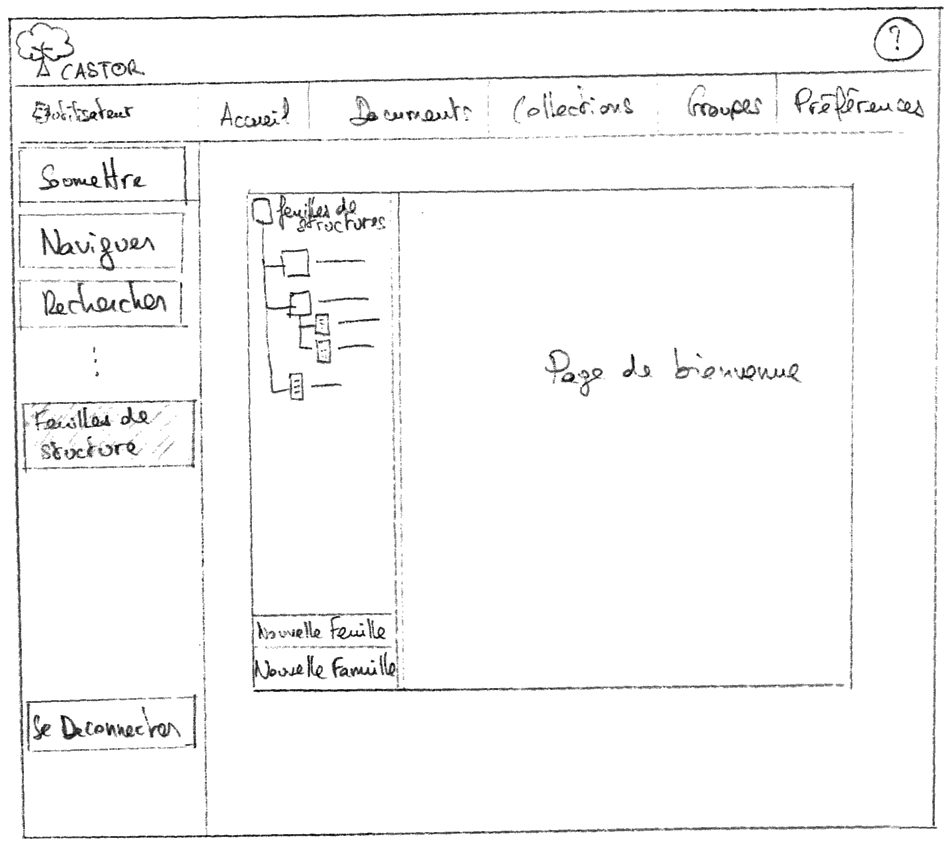 ?
CASTOR
Utilisateur
Accueil
Documents
Collections
Groupes
Préférences
Soumettre
Naviguer
Rechercher
feuilles de
structures
Page de bienvenue
Feuilles de
structure
Nouvelle Feuille
Nouvelle Famille
Se Deconnecter